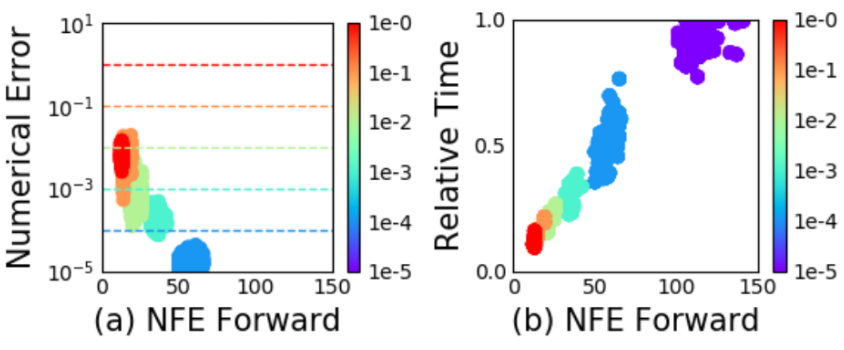 Numerical Error
10¹
10⁻¹
10⁻³
10⁻⁵
0
50
100
150
(a) NFE Forward
1e-0
1e-1
1e-2
1e-3
1e-4
1e-5
Relative Time
1.0
0.5
0.0
0
50
100
150
(b) NFE Forward
1e-0
1e-1
1e-2
1e-3
1e-4
1e-5